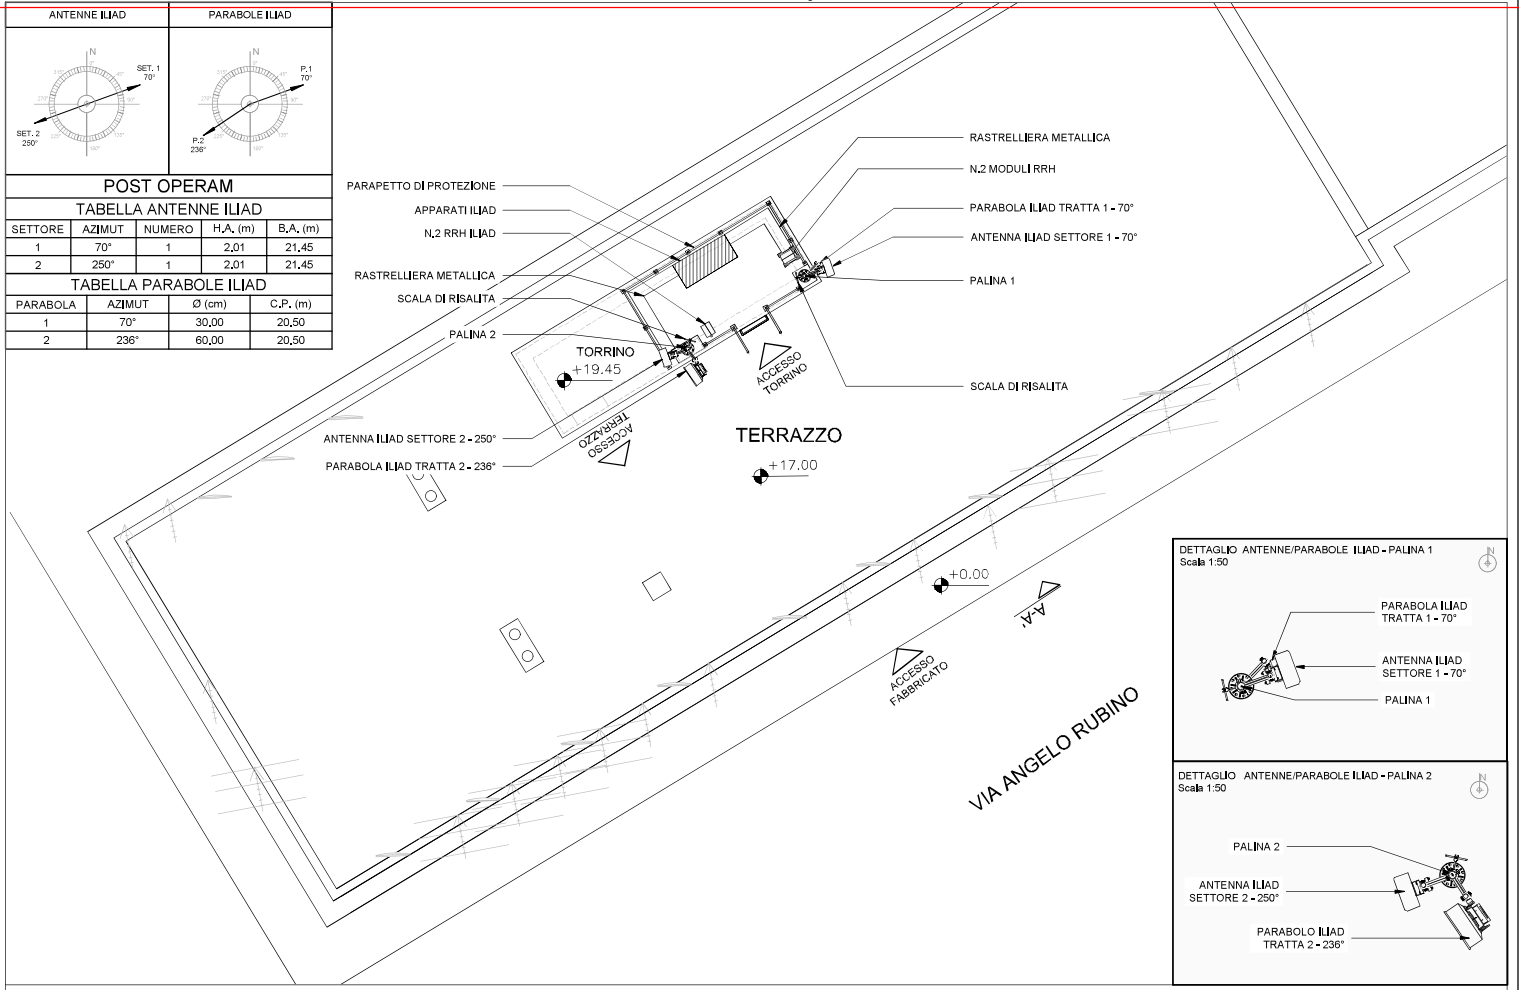 ANTENNE ILIAD
PARABOLE ILIAD
N
SET. 1
70°
SET. 2
250°
N
P.1
70°
P.2
236°
POST OPERAM
TABELLA ANTENNE ILIAD
SETTORE AZIMUT NUMERO H.A. (m) B.A. (m)
1 70° 1 2.01 21.45
2 250° 1 2.01 21.45
TABELLA PARABOLE ILIAD
PARABOLA AZIMUT Ø (cm) C.P. (m)
1 70° 30.00 20.50
2 236° 60.00 20.50
PARAPETTO DI PROTEZIONE
APPARATI ILIAD
N.2 RRH ILIAD
RASTRELLIERA METALLICA
SCALA DI RISALITA
PALINA 2
ANTENNA ILIAD SETTORE 2 - 250°
PARABOLA ILIAD TRATTA 2 - 236°
RASTRELLIERA METALLICA
N.2 MODULI RRH
PARABOLA ILIAD TRATTA 1 - 70°
ANTENNA ILIAD SETTORE 1 - 70°
PALINA 1
SCALA DI RISALITA
TORRINO
+19.45
ACCESSO
TORRINO
ACCESSO
TERRAZZO
TERRAZZO
+17.00
+0.00
A-A'
ACCESSO
FABBRICATO
VIA ANGELO RUBINO
DETTAGLIO ANTENNE/PARABOLE ILIAD - PALINA 1
Scala 1:50
N
PARABOLA ILIAD
TRATTA 1 - 70°
ANTENNA ILIAD
SETTORE 1 - 70°
PALINA 1
DETTAGLIO ANTENNE/PARABOLE ILIAD - PALINA 2
Scala 1:50
N
PALINA 2
ANTENNA ILIAD
SETTORE 2 - 250°
PARABOLO ILIAD
TRATTA 2 - 236°